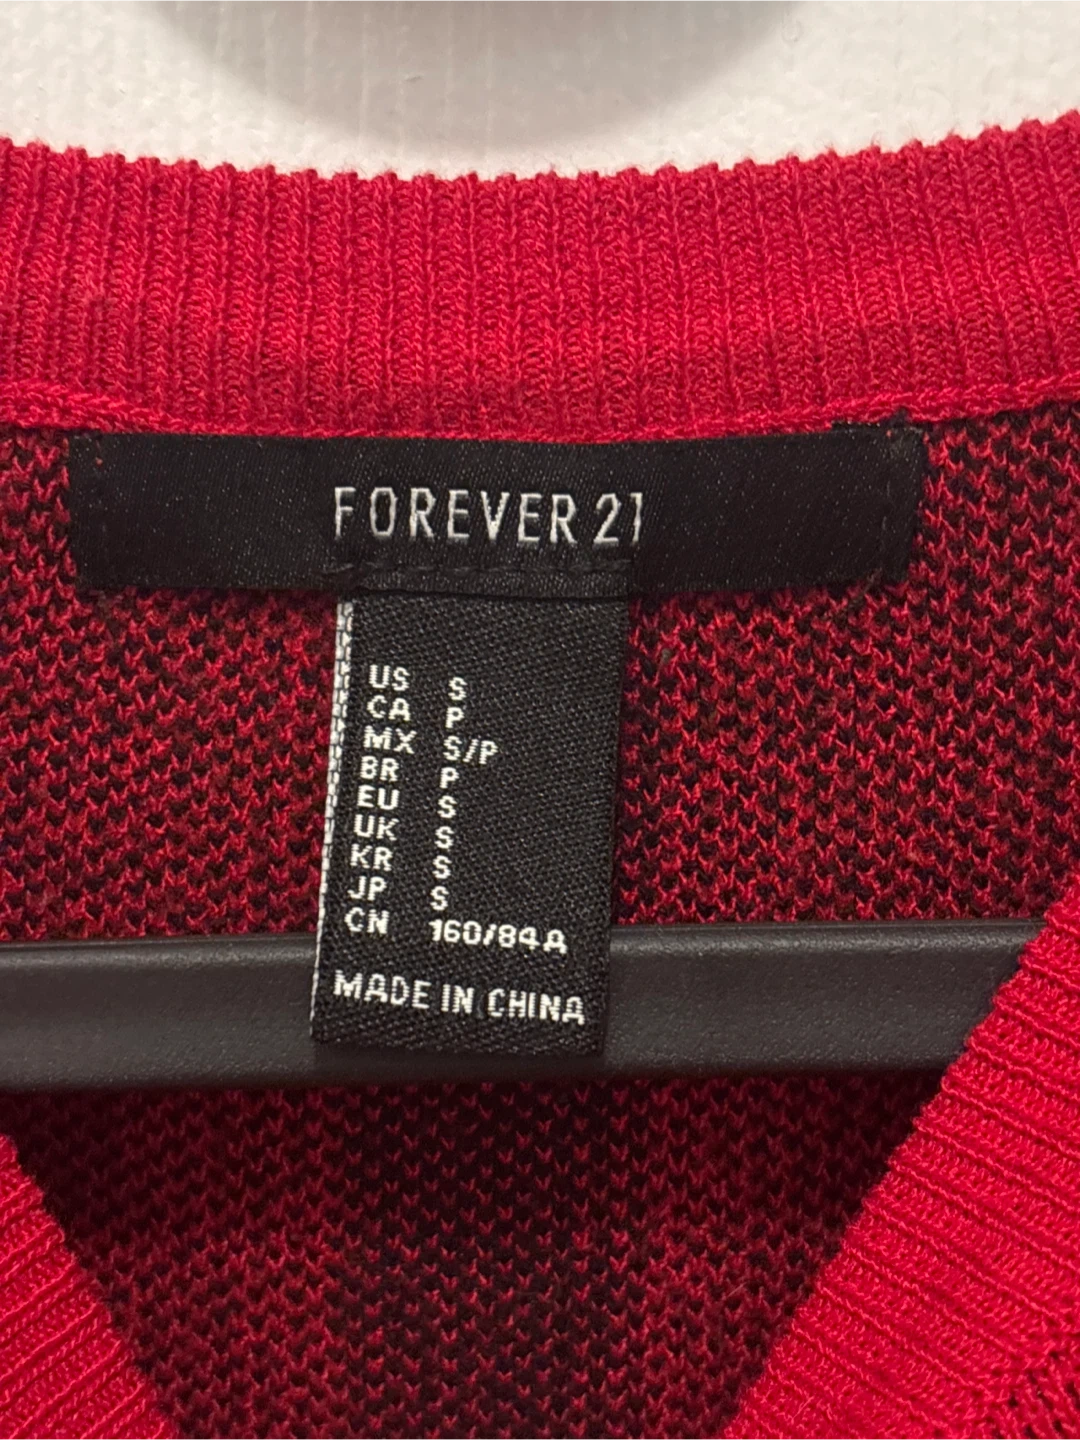 FOREVER 21
US S
CA P
MX S/P
BR P
EU S
UK S
KR S
JP S
CN 160/84A
MADE IN CHINA